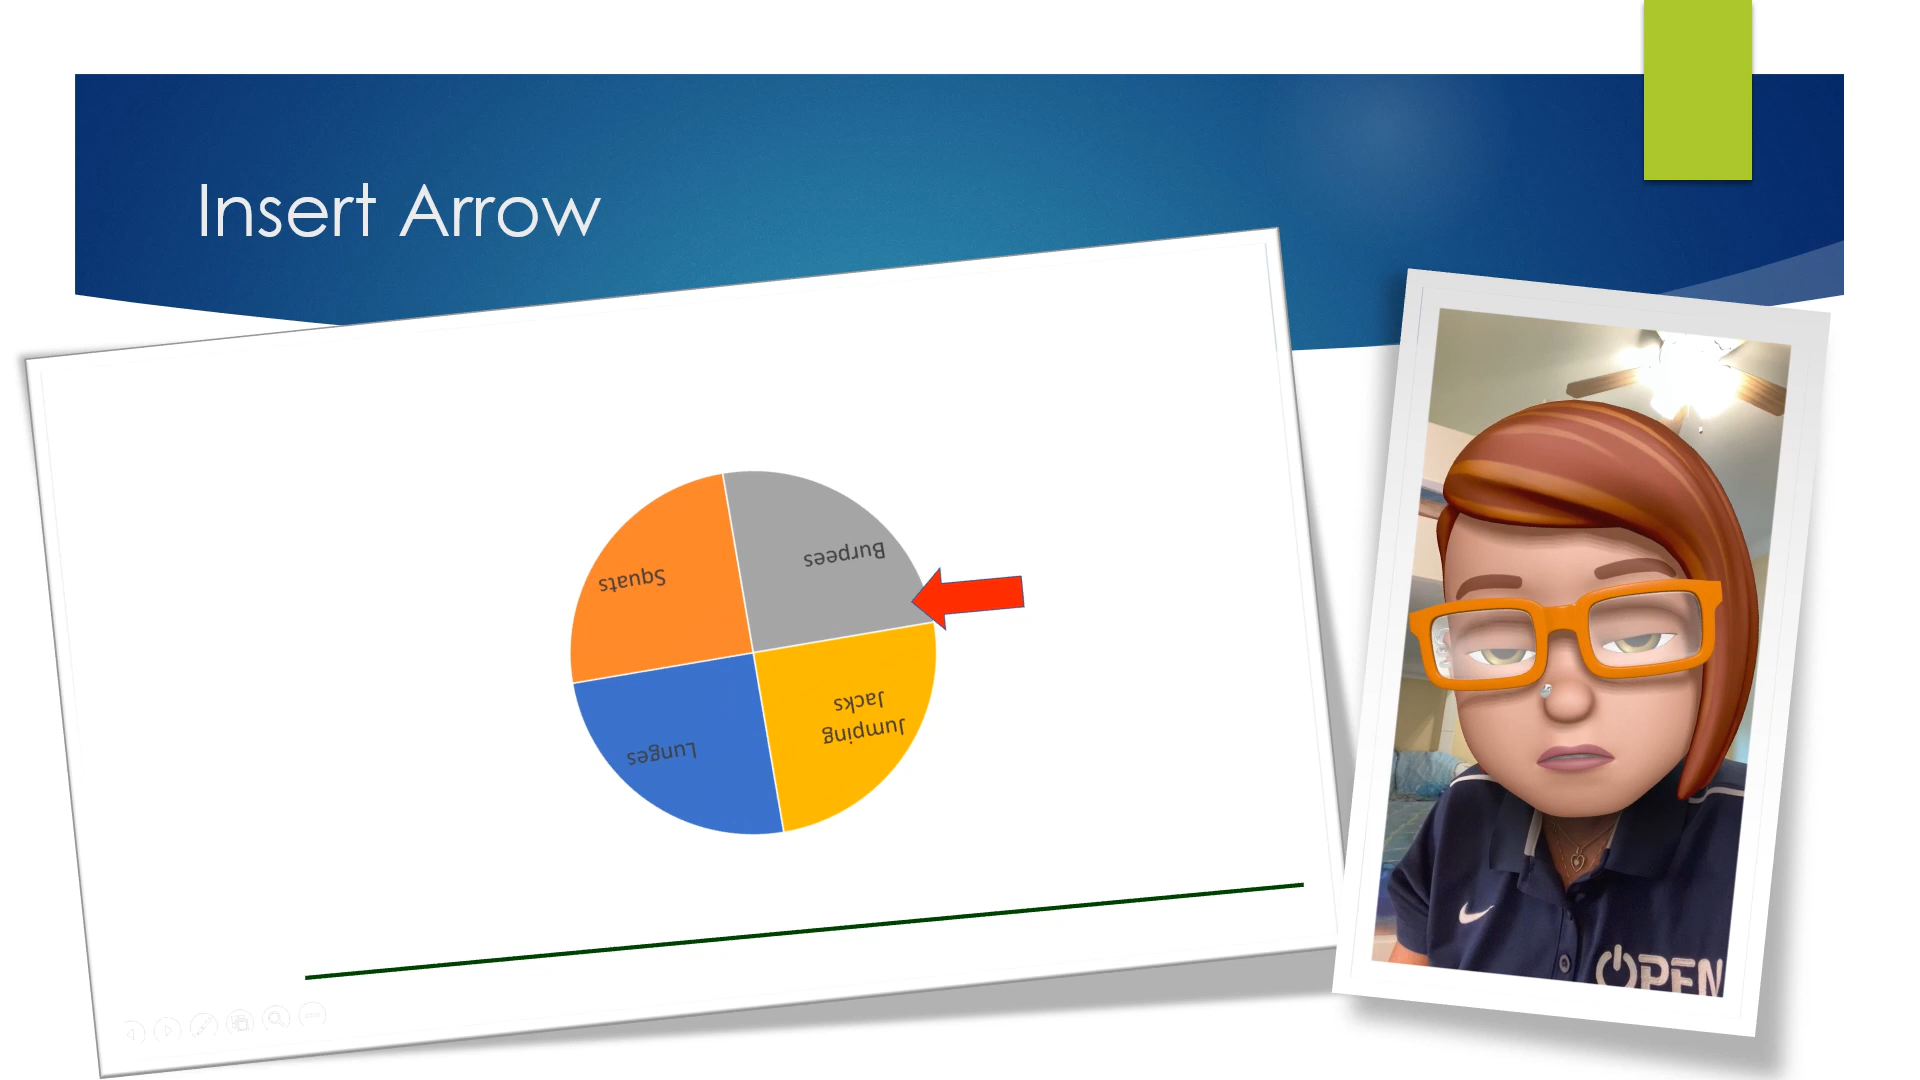 Insert Arrow
Burpees
Squats
Jumping
Jacks
Lunges
OPEN